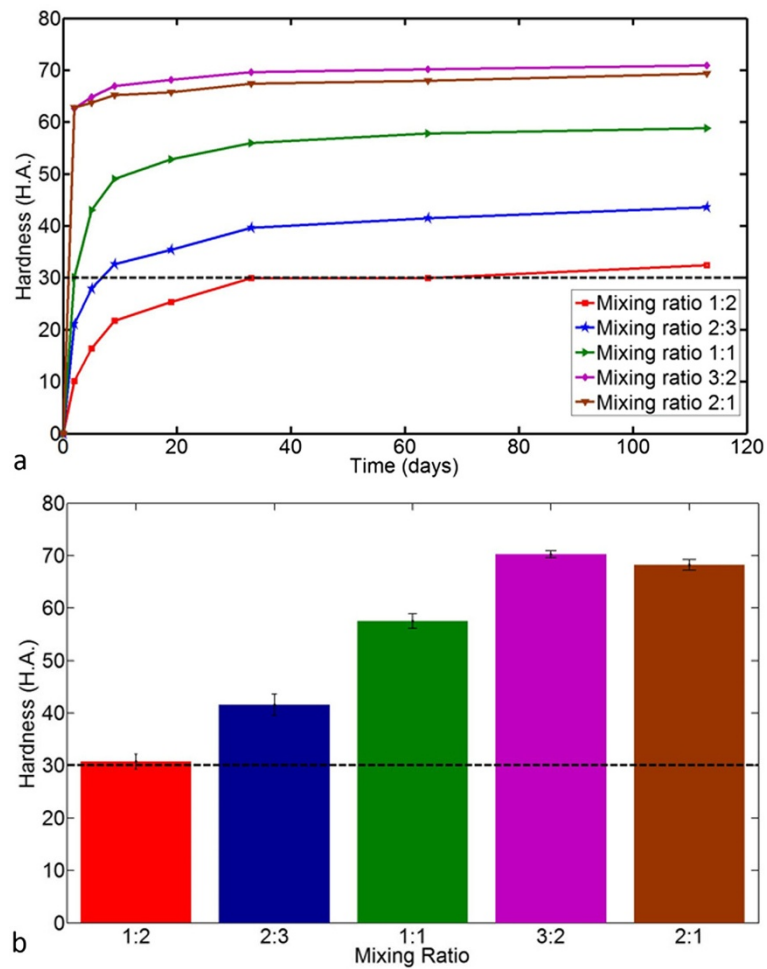 80
70
60
50
40
30
20
10
0
Hardness (H.A.)
Mixing ratio 1:2
Mixing ratio 2:3
Mixing ratio 1:1
Mixing ratio 3:2
Mixing ratio 2:1
0 20 40 60 80 100 120
Time (days)
a
80
70
60
50
40
30
20
10
0
Hardness (H.A.)
1:2 2:3 1:1 3:2 2:1
Mixing Ratio
b